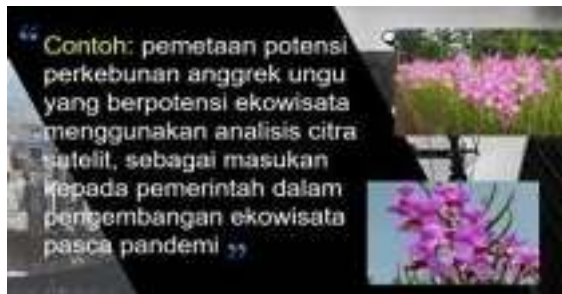 “ Contoh: pemetaan potensi
perkebunan anggrek ungu
yang berpotensi ekowisata
menggunakan analisis citra
satelit, sebagai masukan
kepada pemerintah dalam
pengembangan ekowisata
pasca pandemi ”